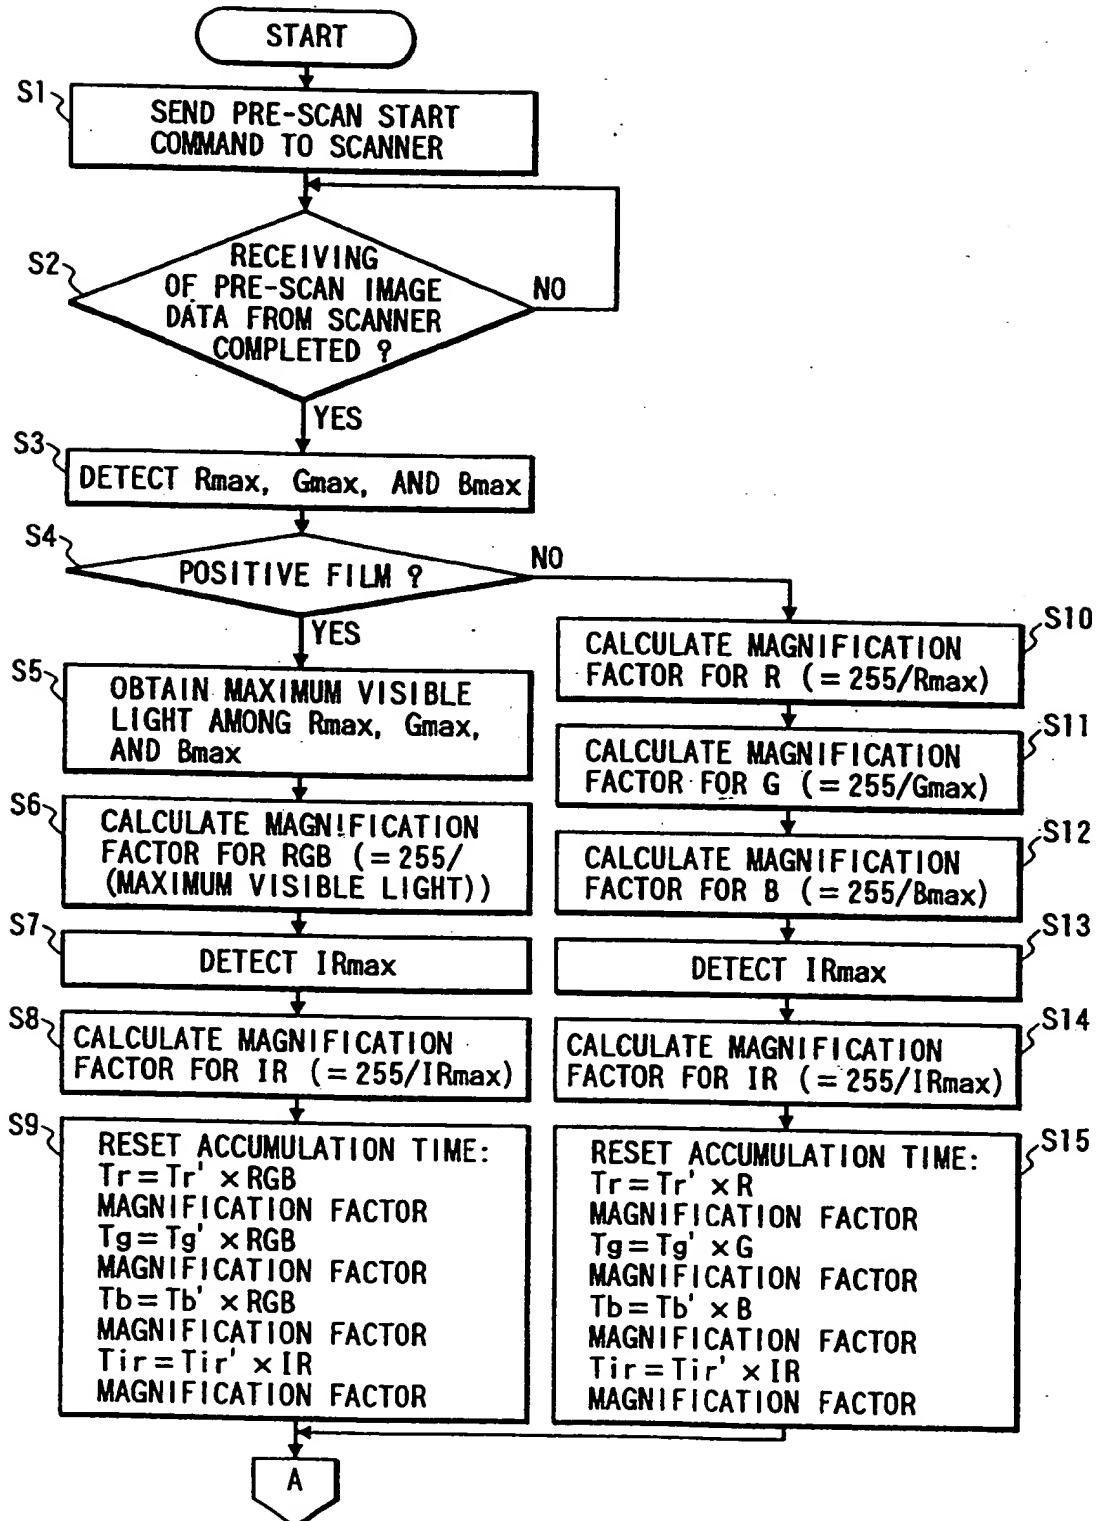 START
S1
SEND PRE-SCAN START
COMMAND TO SCANNER
S2
RECEIVING
OF PRE-SCAN IMAGE
DATA FROM SCANNER
COMPLETED ?
NO
YES
S3
DETECT Rmax, Gmax, AND Bmax
S4
POSITIVE FILM ?
NO
YES
S5
OBTAIN MAXIMUM VISIBLE
LIGHT AMONG Rmax, Gmax,
AND Bmax
S6
CALCULATE MAGNIFICATION
FACTOR FOR RGB (=255/
(MAXIMUM VISIBLE LIGHT))
S7
DETECT IRmax
S8
CALCULATE MAGNIFICATION
FACTOR FOR IR (=255/IRmax)
S9
RESET ACCUMULATION TIME:
Tr=Tr' ×RGB
MAGNIFICATION FACTOR
Tg=Tg' ×RGB
MAGNIFICATION FACTOR
Tb=Tb' ×RGB
MAGNIFICATION FACTOR
Tir=Tir' ×IR
MAGNIFICATION FACTOR
S10
CALCULATE MAGNIFICATION
FACTOR FOR R (=255/Rmax)
S11
CALCULATE MAGNIFICATION
FACTOR FOR G (=255/Gmax)
S12
CALCULATE MAGNIFICATION
FACTOR FOR B (=255/Bmax)
S13
DETECT IRmax
S14
CALCULATE MAGNIFICATION
FACTOR FOR IR (=255/IRmax)
S15
RESET ACCUMULATION TIME:
Tr=Tr' ×R
MAGNIFICATION FACTOR
Tg=Tg' ×G
MAGNIFICATION FACTOR
Tb=Tb' ×B
MAGNIFICATION FACTOR
Tir=Tir' ×IR
MAGNIFICATION FACTOR
A